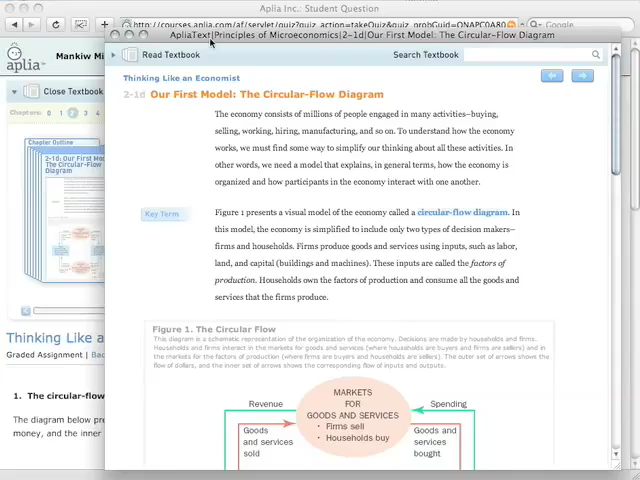 Aplia Inc.: Student Question
http://courses.aplia.com/af/servlet/quiz?quiz_action=takeQuiz&quiz_probGuid=QNAPC0A80
Google
ApliaText|Principles of Microeconomics|2-1d|Our First Model: The Circular-Flow Diagram
aplia
Mankiw Mi
Read Textbook
Search Textbook
Close Textbook
Chapters: 0 1 2 3 4
Chapter Outline
2-1d: Our First Mo
The Circular-Flow
Diagram
Thinking Like an Economist
2-1d Our First Model: The Circular-Flow Diagram
The economy consists of millions of people engaged in many activities—buying,
selling, working, hiring, manufacturing, and so on. To understand how the economy
works, we must find some way to simplify our thinking about all these activities. In
other words, we need a model that explains, in general terms, how the economy is
organized and how participants in the economy interact with one another.
Key Term
Figure 1 presents a visual model of the economy called a circular-flow diagram. In
this model, the economy is simplified to include only two types of decision makers—
firms and households. Firms produce goods and services using inputs, such as labor,
land, and capital (buildings and machines). These inputs are called the factors of
production. Households own the factors of production and consume all the goods and
services that the firms produce.
Figure 1. The Circular Flow
This diagram is a schematic representation of the organization of the economy. Decisions are made by households and firms.
Households and firms interact in the markets for goods and services (where households are buyers and firms are sellers) and in
the markets for the factors of production (where firms are buyers and households are sellers). The outer set of arrows shows the
flow of dollars, and the inner set of arrows shows the corresponding flow of inputs and outputs.
MARKETS
FOR
GOODS AND SERVICES
• Firms sell
• Households buy
Revenue
Spending
Goods
and services
sold
Goods and
services
bought
Thinking Like a
Graded Assignment | Bac
1. The circular-flow
The diagram below pre
money, and the inner